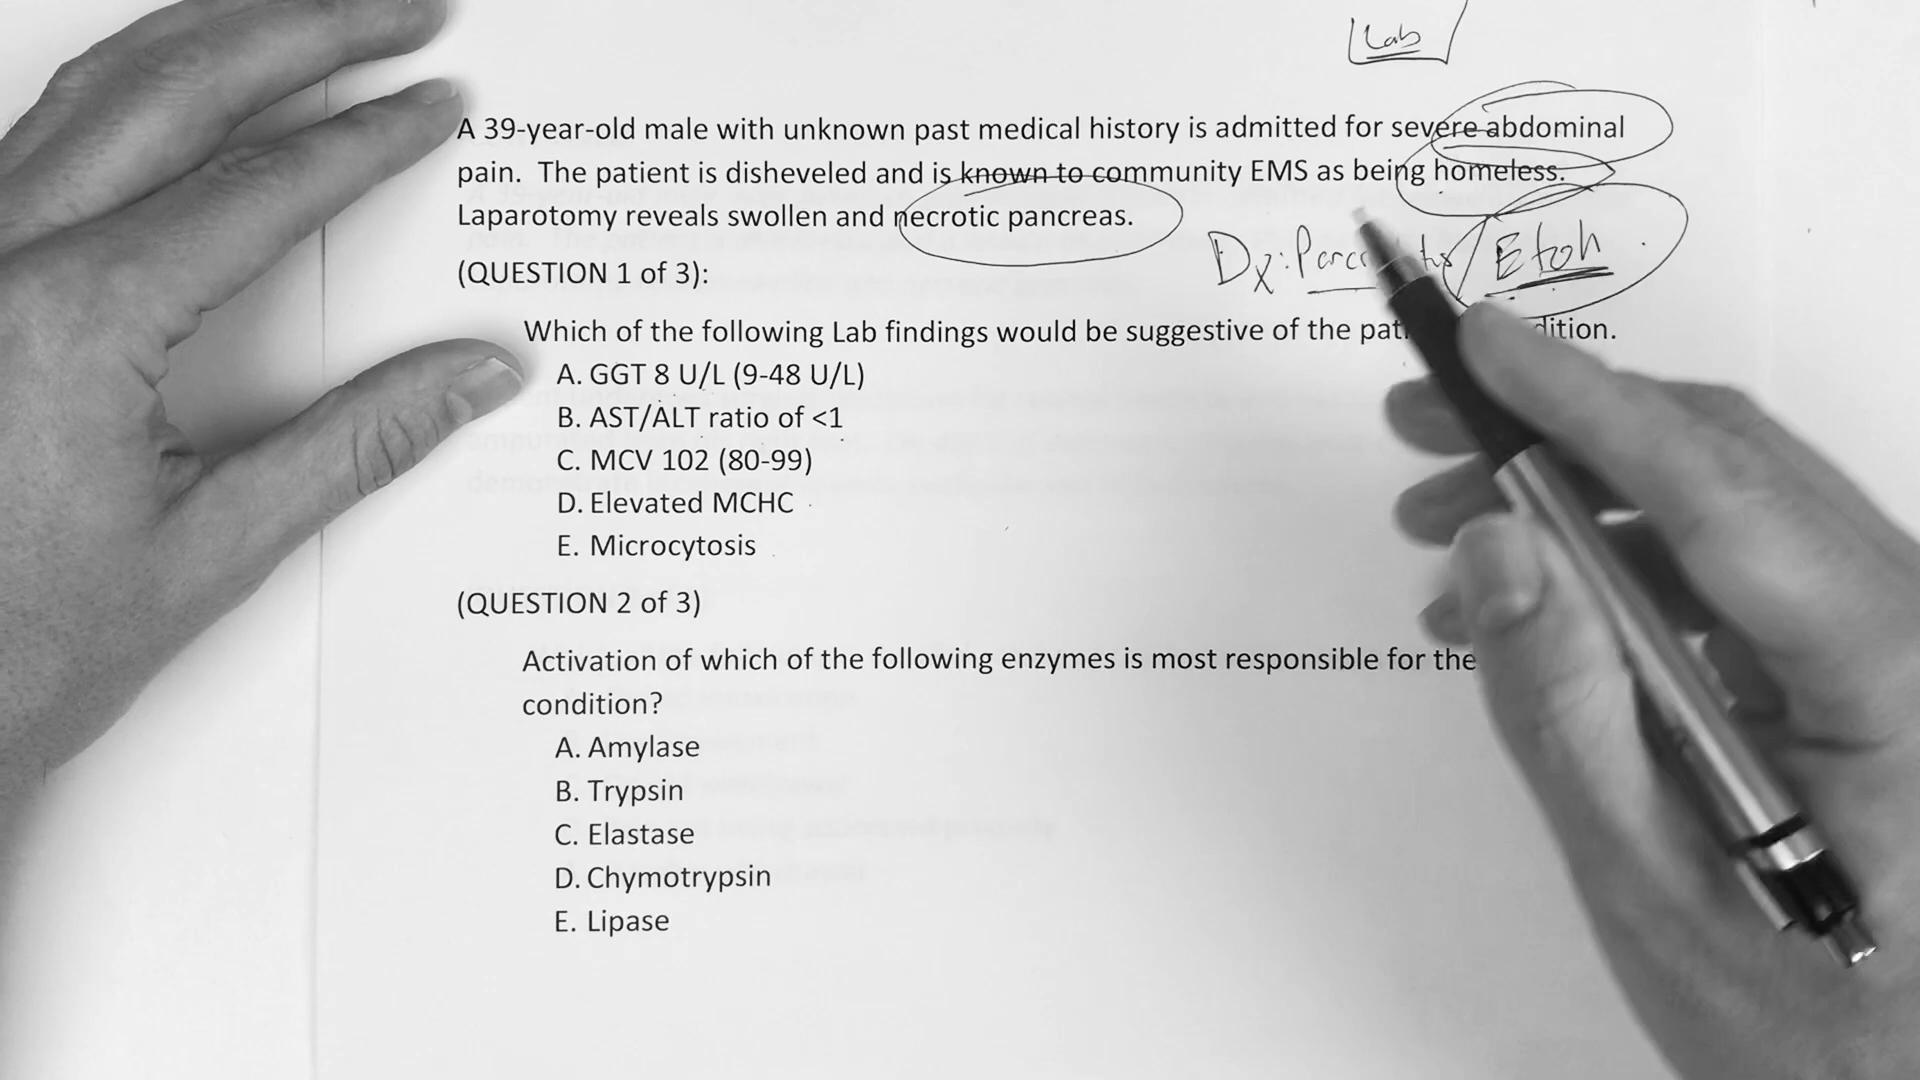 Lab
A 39-year-old male with unknown past medical history is admitted for severe abdominal
pain. The patient is disheveled and is known to community EMS as being homeless.
Laparotomy reveals swollen and necrotic pancreas.
Dx: / Etoh
(QUESTION 1 of 3):
Which of the following Lab findings would be suggestive of the
A. GGT 8 U/L (9-48 U/L)
B. AST/ALT ratio of <1
C. MCV 102 (80-99)
D. Elevated MCHC
E. Microcytosis
(QUESTION 2 of 3)
Activation of which of the following enzymes is most responsible for the
condition?
A. Amylase
B. Trypsin
C. Elastase
D. Chymotrypsin
E. Lipase